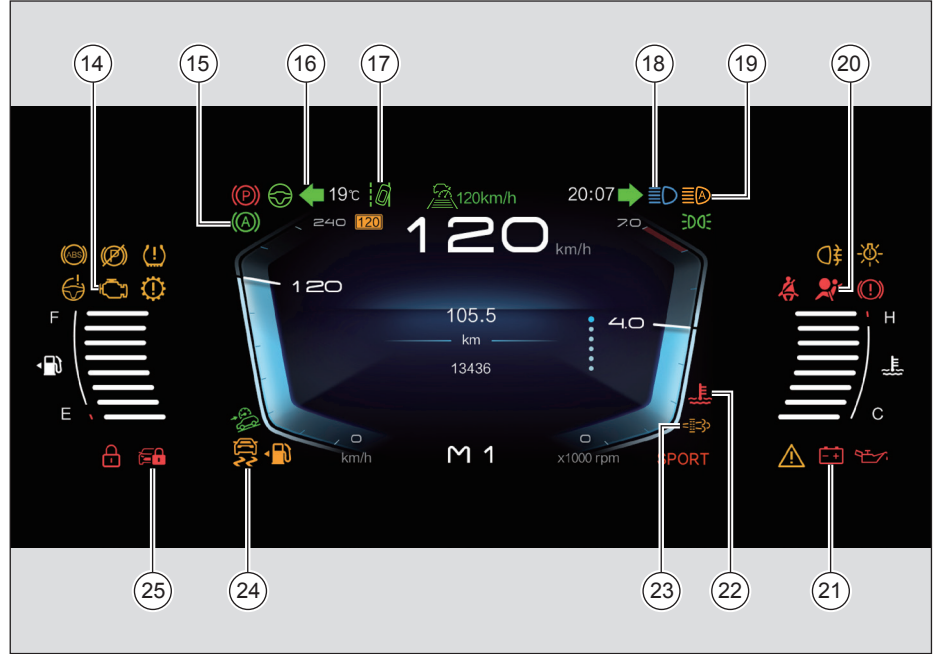 14
15
16
17
18
19
20
(P)
19℃
120km/h
20:07
A
(A)
240
120
120
km/h
7.0
ABS
P
(!)
!
!
(!)
F
120
105.5
km
13436
4.0
H
E
C
0
km/h
M 1
0
x1000 rpm
SPORT
!
- +
25
24
23
22
21